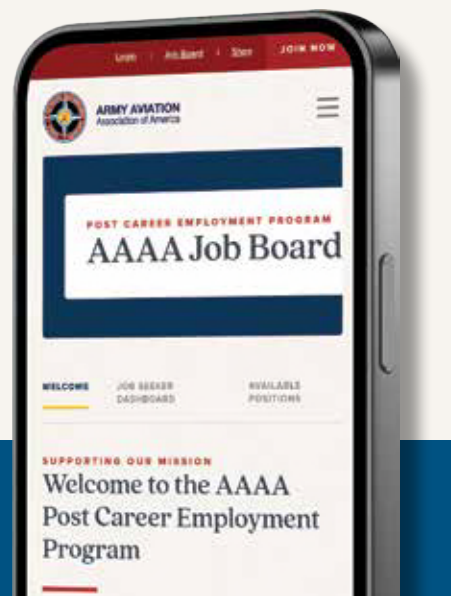 Login
Job Board
Store
JOIN NOW
ARMY AVIATION
Association of America
POST CAREER EMPLOYMENT PROGRAM
AAAA Job Board
WELCOME
JOB SEEKER
DASHBOARD
AVAILABLE
POSITIONS
SUPPORTING OUR MISSION
Welcome to the AAAA
Post Career Employment
Program